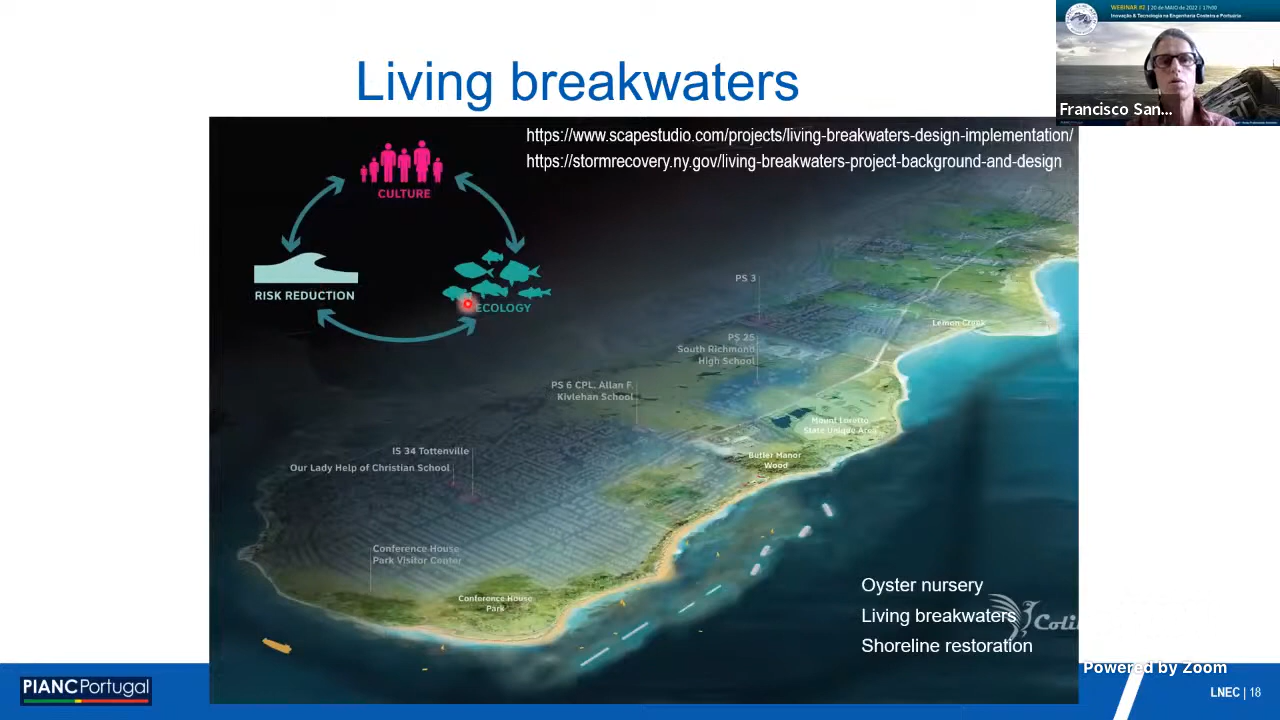 Living breakwaters
WEBINAR #2 | 20 de MAIO de 2022 | 17h00
Inovação & Tecnologia na Engenharia Costeira e Portuária
Francisco San...
https://www.scapestudio.com/projects/living-breakwaters-design-implementation/
https://stormrecovery.ny.gov/living-breakwaters-project-background-and-design
CULTURE
RISK REDUCTION
ECOLOGY
PS 3
Lemon Creek
PS 25
South Richmond
High School
PS 6 CPL. Allan F.
Kivlehan School
Mount Loretto
State Unique Area
Butler Manor
Wood
IS 34 Tottenville
Our Lady Help of Christian School
Conference House
Park Visitor Center
Conference House
Park
Oyster nursery
Living breakwaters
Shoreline restoration
Powered by Zoom
PIANC Portugal
LNEC | 18